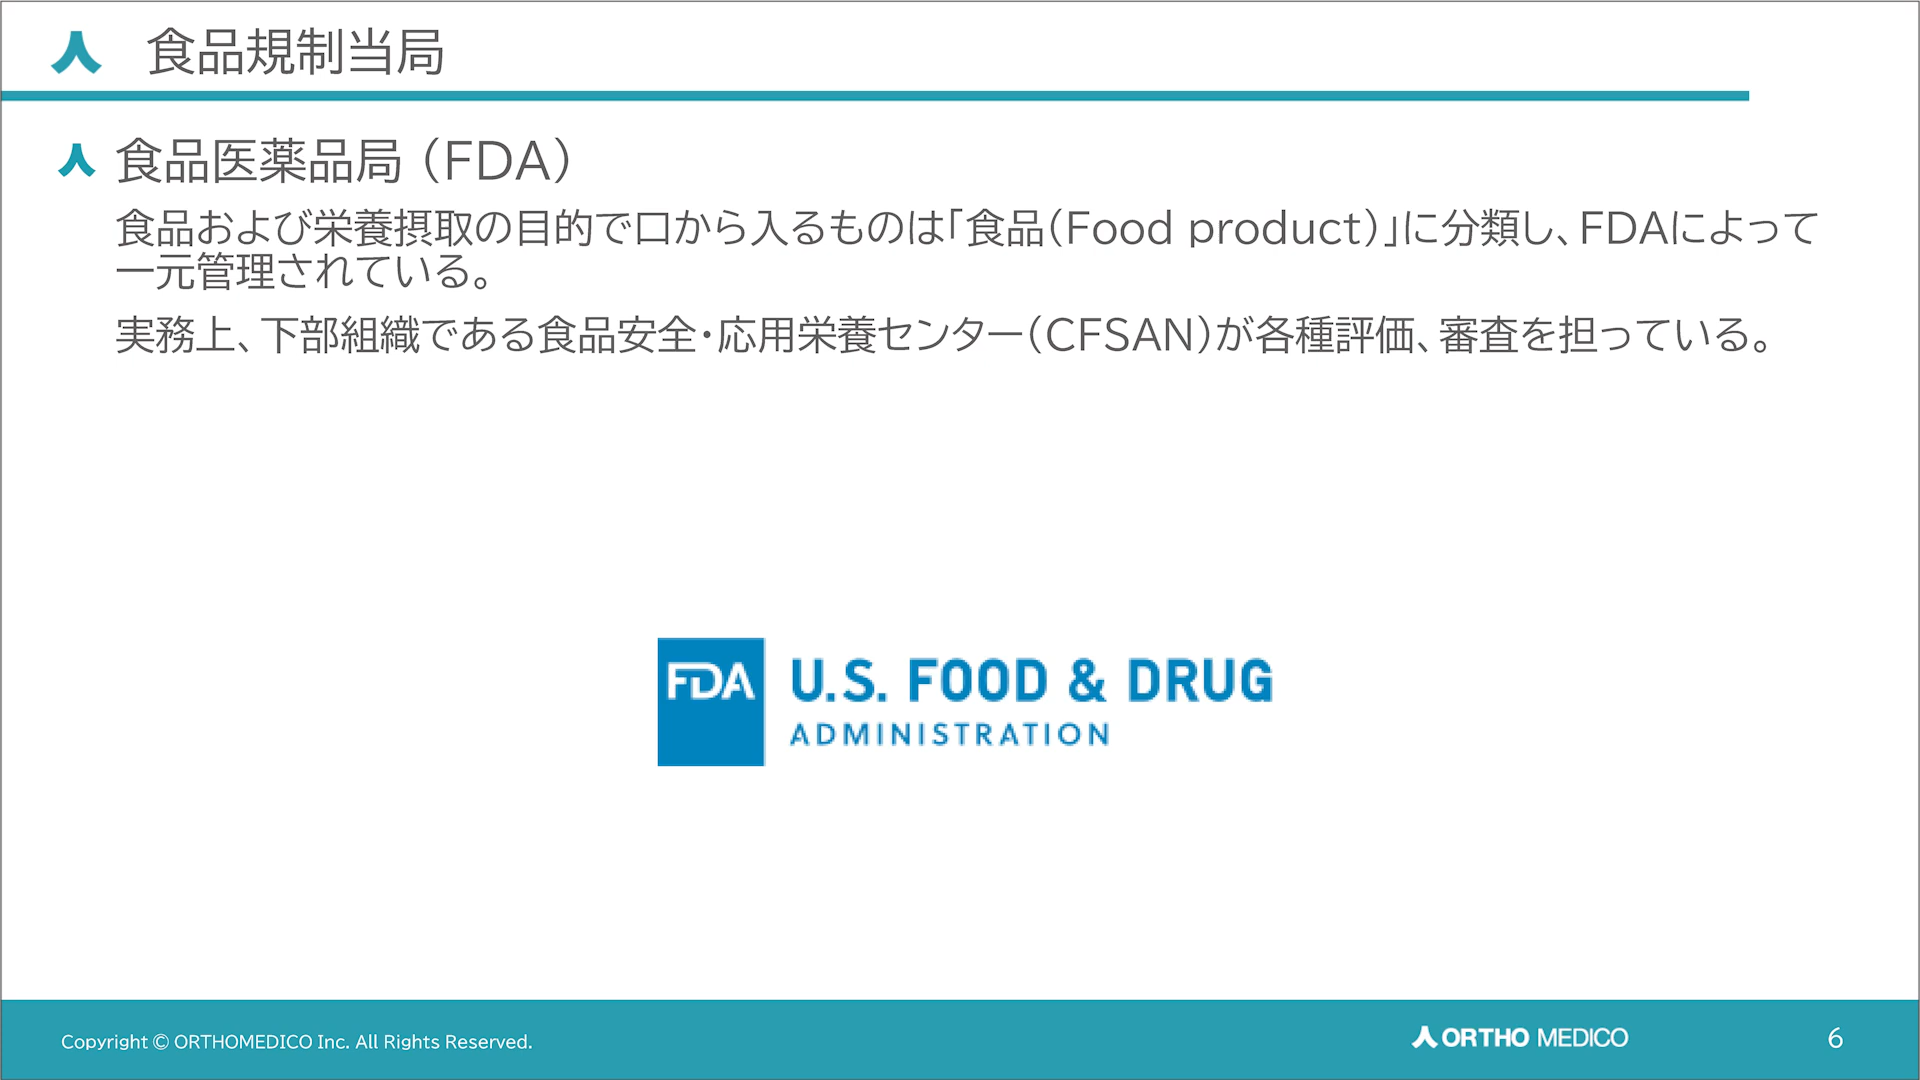 食品規制当局
食品医薬品局（FDA）
食品および栄養摂取の目的で口から入るものは「食品（Food product）」に分類し、FDAによって
一元管理されている。
実務上、下部組織である食品安全・応用栄養センター（CFSAN）が各種評価、審査を担っている。
FDA U.S. FOOD & DRUG
ADMINISTRATION
Copyright © ORTHOMEDICO Inc. All Rights Reserved.
ORTHO MEDICO
6